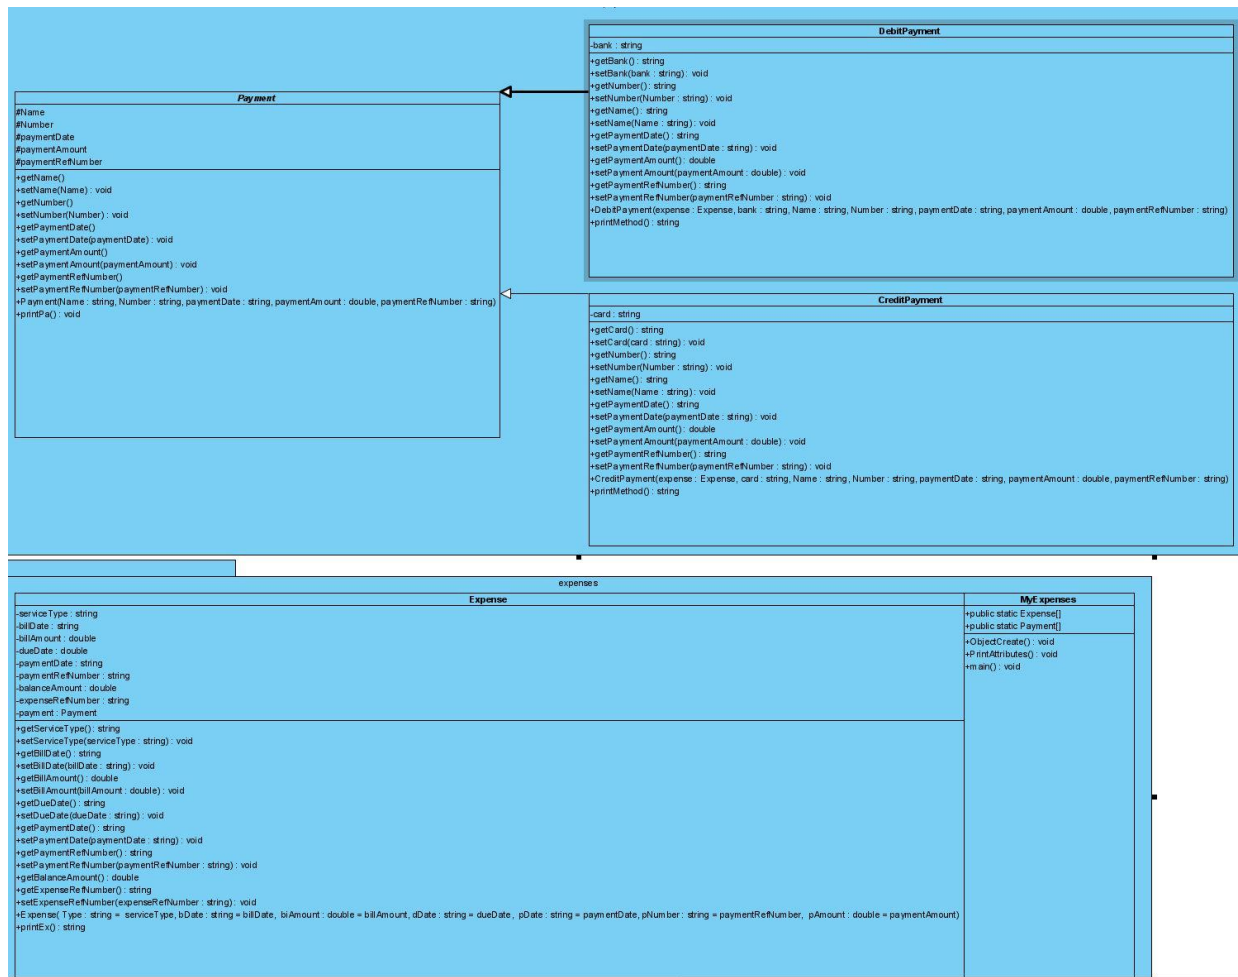 DebitPayment
-bank : string
+getBank() : string
+setBank(bank : string) : void
+getNumber() : string
+setNumber(Number : string) : void
+getName() : string
+setName(Name : string) : void
+getPaymentDate() : string
+setPaymentDate(paymentDate : string) : void
+getPaymentAmount() : double
+setPaymentAmount(paymentAmount : double) : void
+getPaymentRefNumber() : string
+setPaymentRefNumber(paymentRefNumber : string) : void
+DebitPayment(expense : Expense, bank : string, Name : string, Number : string, paymentDate : string, paymentAmount : double, paymentRefNumber : string)
+printMethod() : string
Payment
#Name
#Number
#paymentDate
#paymentAmount
#paymentRefNumber
+getName()
+setName(Name) : void
+getNumber()
+setNumber(Number) : void
+getPaymentDate()
+setPaymentDate(paymentDate) : void
+getPaymentAmount()
+setPaymentAmount(paymentAmount) : void
+getPaymentRefNumber()
+setPaymentRefNumber(paymentRefNumber) : void
+Payment(Name : string, Number : string, paymentDate : string, paymentAmount : double, paymentRefNumber : string)
+printPa() : void
CreditPayment
-card : string
+getCard() : string
+setCard(card : string) : void
+getNumber() : string
+setNumber(Number : string) : void
+getName() : string
+setName(Name : string) : void
+getPaymentDate() : string
+setPaymentDate(paymentDate : string) : void
+getPaymentAmount() : double
+setPaymentAmount(paymentAmount : double) : void
+getPaymentRefNumber() : string
+setPaymentRefNumber(paymentRefNumber : string) : void
+CreditPayment(expense : Expense, card : string, Name : string, Number : string, paymentDate : string, paymentAmount : double, paymentRefNumber : string)
+printMethod() : string
expenses
Expense
-serviceType : string
-billDate : string
-billAmount : double
-dueDate : double
-paymentDate : string
-paymentRefNumber : string
-balanceAmount : double
-expenseRefNumber : string
-payment : Payment
+getServiceType() : string
+setServiceType(serviceType : string) : void
+getBillDate() : string
+setBillDate(billDate : string) : void
+getBillAmount() : double
+setBillAmount(billAmount : double) : void
+getDueDate() : string
+setDueDate(dueDate : string) : void
+getPaymentDate() : string
+setPaymentDate(paymentDate : string) : void
+getPaymentRefNumber() : string
+setPaymentRefNumber(paymentRefNumber : string) : void
+getBalanceAmount() : double
+getExpenseRefNumber() : string
+setExpenseRefNumber(expenseRefNumber : string) : void
+Expense( Type : string = serviceType, bDate : string = billDate, biAmount : double = billAmount, dDate : string = dueDate, pDate : string = paymentDate, pNumber : string = paymentRefNumber, pAmount : double = paymentAmount)
+printEx() : string
MyExpenses
+public static Expense[]
+public static Payment[]
+ObjectCreate() : void
+PrintAttributes() : void
+main() : void